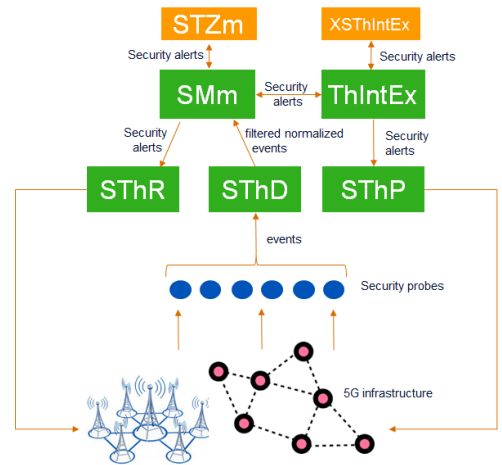 STZm
XSThIntEx
Security alerts
Security alerts
SMm
Security
alerts
ThIntEx
Security
alerts
filtered normalized
events
Security
alerts
SThR
SThD
SThP
events
Security probes
5G infrastructure